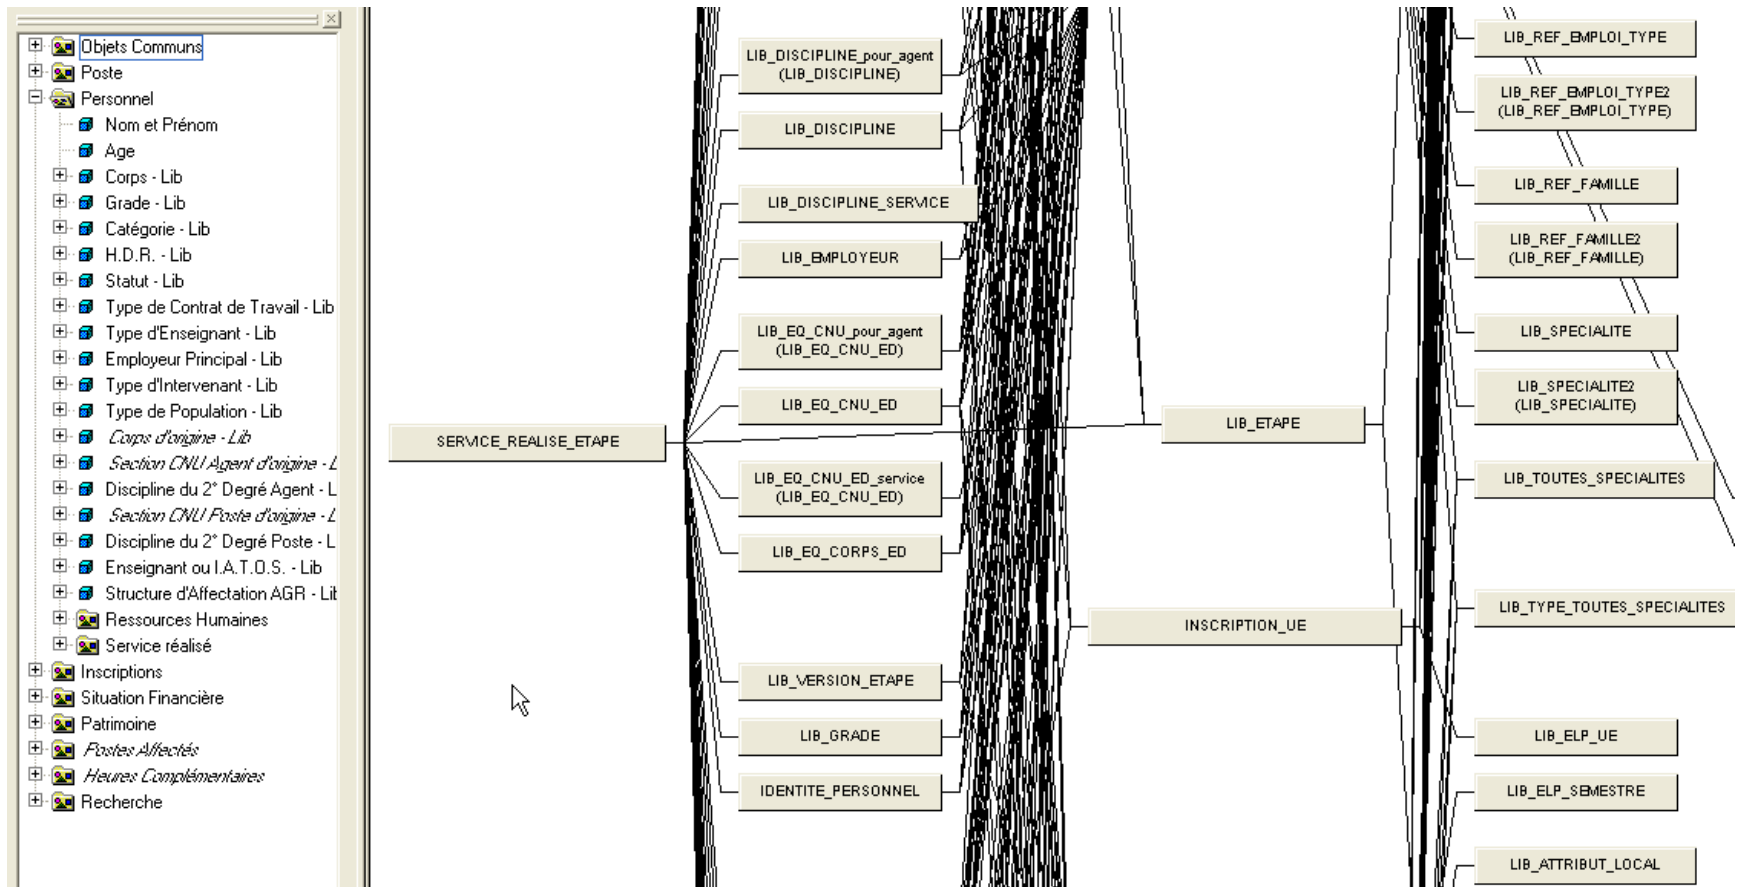 Objets Communs
Poste
Personnel
Nom et Prénom
Age
Corps - Lib
Grade - Lib
Catégorie - Lib
H.D.R. - Lib
Statut - Lib
Type de Contrat de Travail - Lib
Type d'Enseignant - Lib
Employeur Principal - Lib
Type d'Intervenant - Lib
Type de Population - Lib
Corps d'origine - Lib
Section CNU Agent d'origine - L
Discipline du 2° Degré Agent - L
Section CNU Poste d'origine - L
Discipline du 2° Degré Poste - L
Enseignant ou I.A.T.O.S. - Lib
Structure d'Affectation AGR - Lib
Ressources Humaines
Service réalisé
Inscriptions
Situation Financière
Patrimoine
Postes Affectés
Heures Complémentaires
Recherche
SERVICE_REALISE_ETAPE
LIB_DISCIPLINE_pour_agent
(LIB_DISCIPLINE)
LIB_DISCIPLINE
LIB_DISCIPLINE_SERVICE
LIB_EMPLOYEUR
LIB_EQ_CNU_pour_agent
(LIB_EQ_CNU_ED)
LIB_EQ_CNU_ED
LIB_EQ_CNU_ED_service
(LIB_EQ_CNU_ED)
LIB_EQ_CORPS_ED
LIB_VERSION_ETAPE
LIB_GRADE
IDENTITE_PERSONNEL
LIB_ETAPE
INSCRIPTION_UE
LIB_REF_EMPLOI_TYPE
LIB_REF_EMPLOI_TYPE2
(LIB_REF_EMPLOI_TYPE)
LIB_REF_FAMILLE
LIB_REF_FAMILLE2
(LIB_REF_FAMILLE)
LIB_SPECIALITE
LIB_SPECIALITE2
(LIB_SPECIALITE)
LIB_TOUTES_SPECIALITES
LIB_TYPE_TOUTES_SPECIALITES
LIB_ELP_UE
LIB_ELP_SEMESTRE
LIB_ATTRIBUT_LOCAL